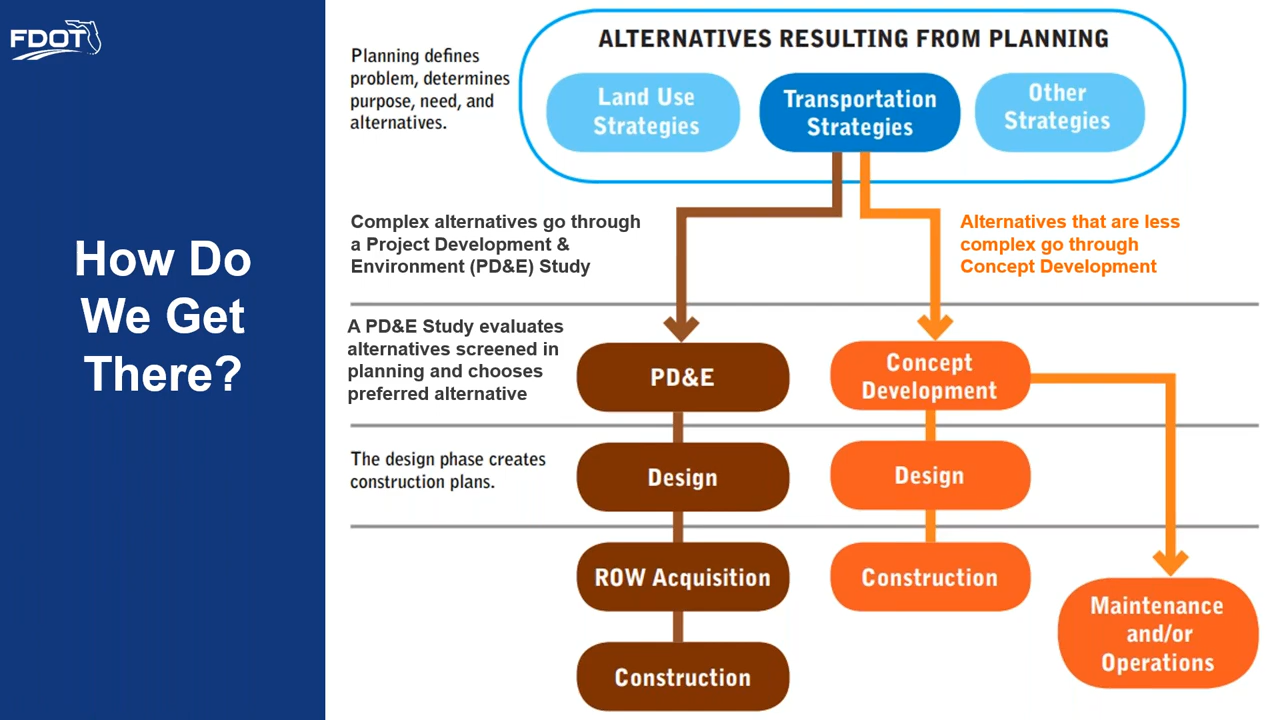 FDOT
How Do
We Get
There?
Planning defines
problem, determines
purpose, need, and
alternatives.
ALTERNATIVES RESULTING FROM PLANNING
Land Use
Strategies
Transportation
Strategies
Other
Strategies
Complex alternatives go through
a Project Development &
Environment (PD&E) Study
Alternatives that are less
complex go through
Concept Development
A PD&E Study evaluates
alternatives screened in
planning and chooses
preferred alternative
PD&E
Concept
Development
The design phase creates
construction plans.
Design
Design
ROW Acquisition
Construction
Maintenance
and/or
Operations
Construction